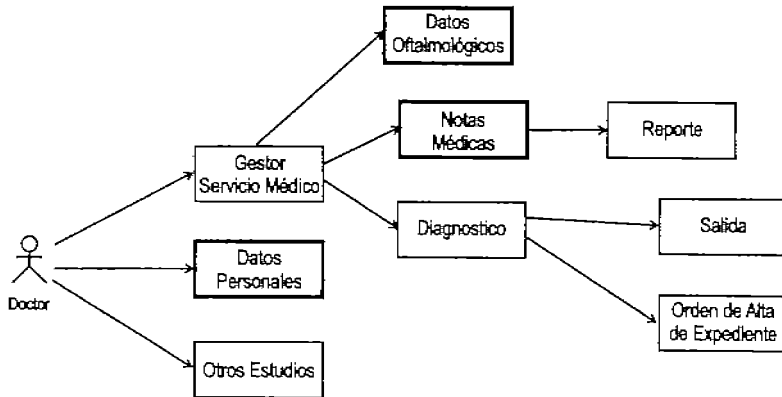 Datos
Oftalmológicos
Notas
Médicas
Reporte
Gestor
Servicio Médico
Diagnostico
Salida
Datos
Personales
Doctor
Orden de Alta
de Expediente
Otros Estudios